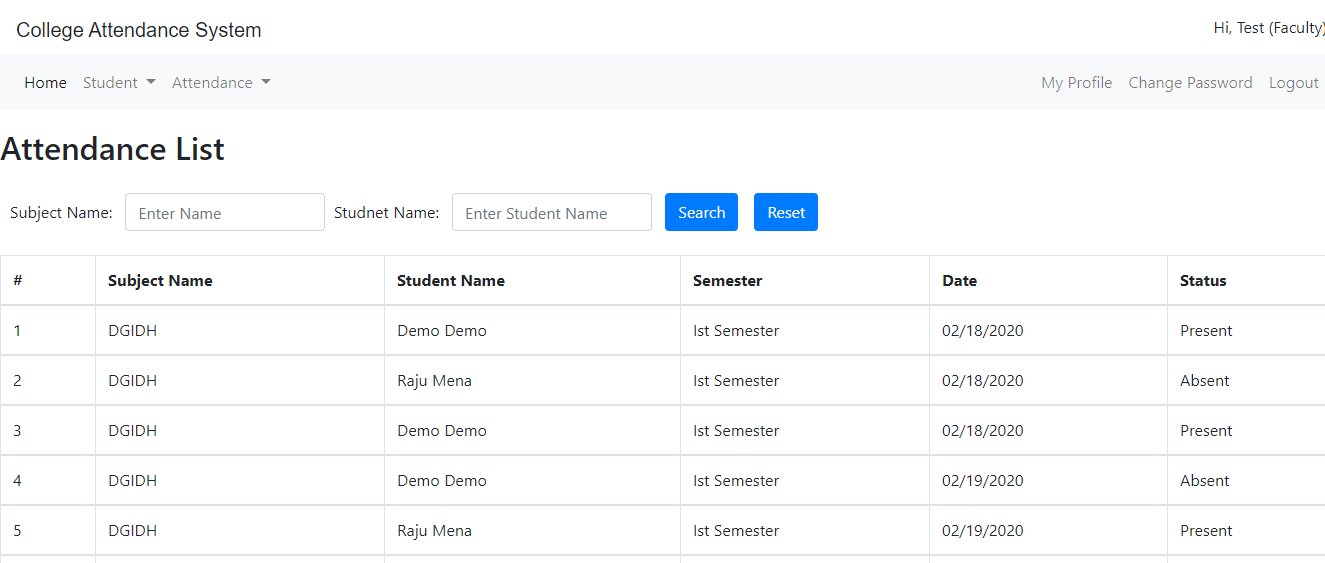 College Attendance System Hi, Test (Faculty)
Home Student Attendance My Profile Change Password Logout
Attendance List
Subject Name: Enter Name Studnet Name: Enter Student Name Search Reset
# Subject Name Student Name Semester Date Status
1 DGIDH Demo Demo Ist Semester 02/18/2020 Present
2 DGIDH Raju Mena Ist Semester 02/18/2020 Absent
3 DGIDH Demo Demo Ist Semester 02/18/2020 Present
4 DGIDH Demo Demo Ist Semester 02/19/2020 Absent
5 DGIDH Raju Mena Ist Semester 02/19/2020 Present